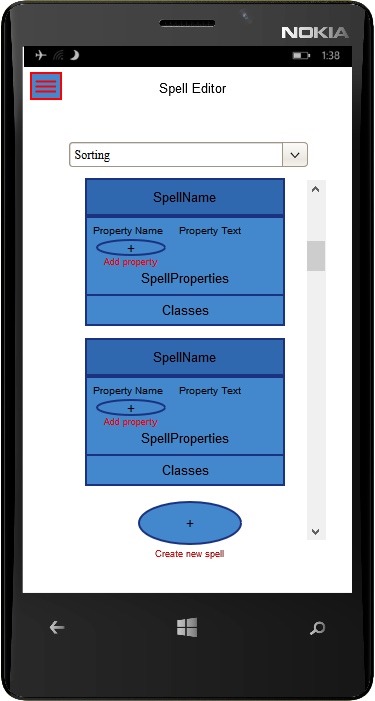 NOKIA
1:38
Spell Editor
Sorting
SpellName
Property Name Property Text
+
Add property
SpellProperties
Classes
SpellName
Property Name Property Text
+
Add property
SpellProperties
Classes
+
Create new spell